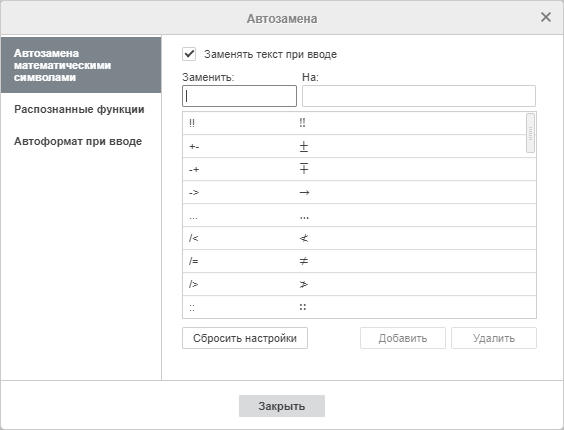 Автозамена
Автозамена
математическими
символами
Распознанные функции
Автоформат при вводе
Заменять текст при вводе
Заменить: На:
!! ‼
+- ±
-+ ∓
-> →
... …
/< ≮
/= ≠
/> ≯
:: ∷
Сбросить настройки Добавить Удалить
Закрыть